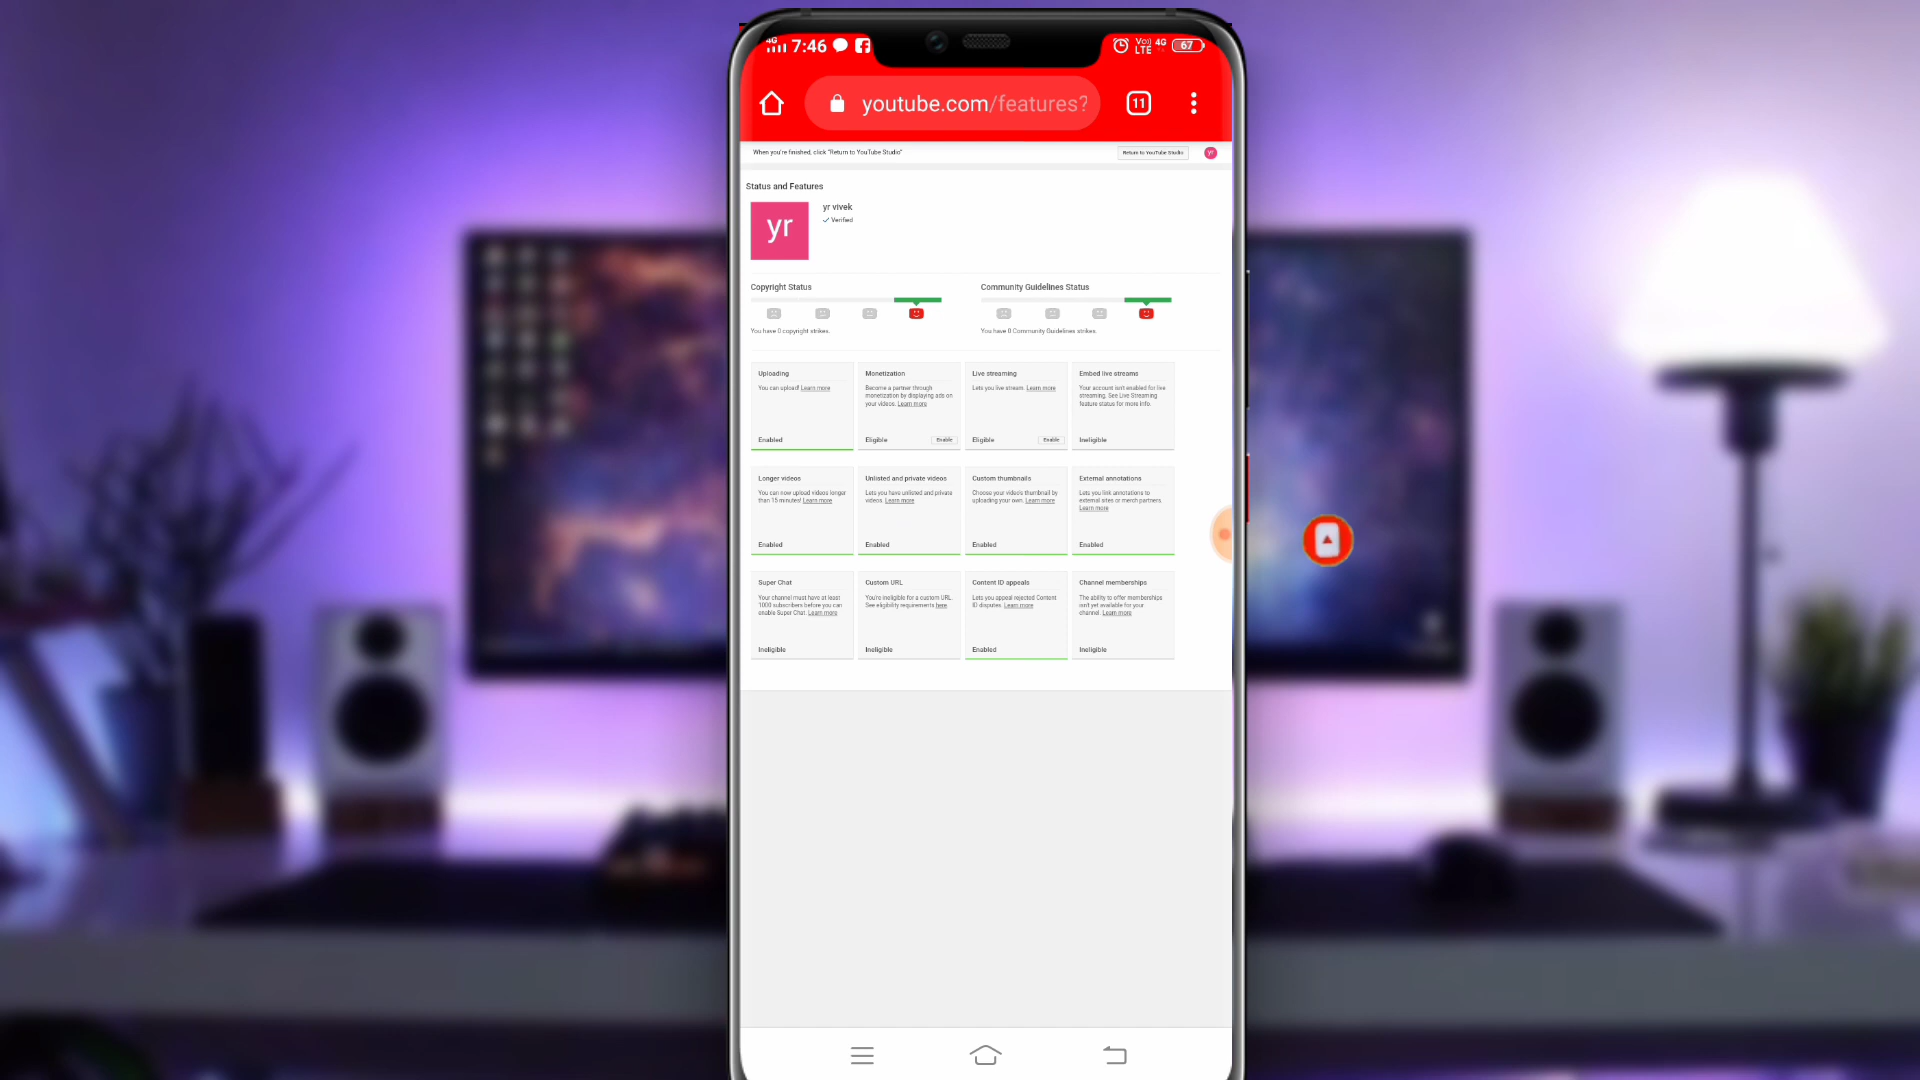 4G 7:46 Vo)) LTE 4G 67
youtube.com/features? 11
When you're finished, click "Return to YouTube Studio" Return to YouTube Studio yr
Status and Features
yr
yr vivek
Verified
Copyright Status
You have 0 copyright strikes.
Community Guidelines Status
You have 0 Community Guidelines strikes.
Uploading
You can upload! Learn more
Enabled
Monetization
Become a partner through
monetization by displaying ads on
your videos. Learn more
Eligible Enable
Live streaming
Lets you live stream. Learn more
Eligible Enable
Embed live streams
Your account isn't enabled for live
streaming. See Live Streaming
feature status for more info.
Ineligible
Longer videos
You can now upload videos longer
than 15 minutes! Learn more
Enabled
Unlisted and private videos
Lets you have unlisted and private
videos. Learn more
Enabled
Custom thumbnails
Choose your video's thumbnail by
uploading your own. Learn more
Enabled
External annotations
Lets you link annotations to
external sites or merch partners.
Learn more
Enabled
Super Chat
Your channel must have at least
1000 subscribers before you can
enable Super Chat. Learn more
Ineligible
Custom URL
You're ineligible for a custom URL.
See eligibility requirements here
Ineligible
Content ID appeals
Lets you appeal rejected Content
ID disputes. Learn more
Enabled
Channel memberships
The ability to offer memberships
isn't yet available for your
channel. Learn more
Ineligible